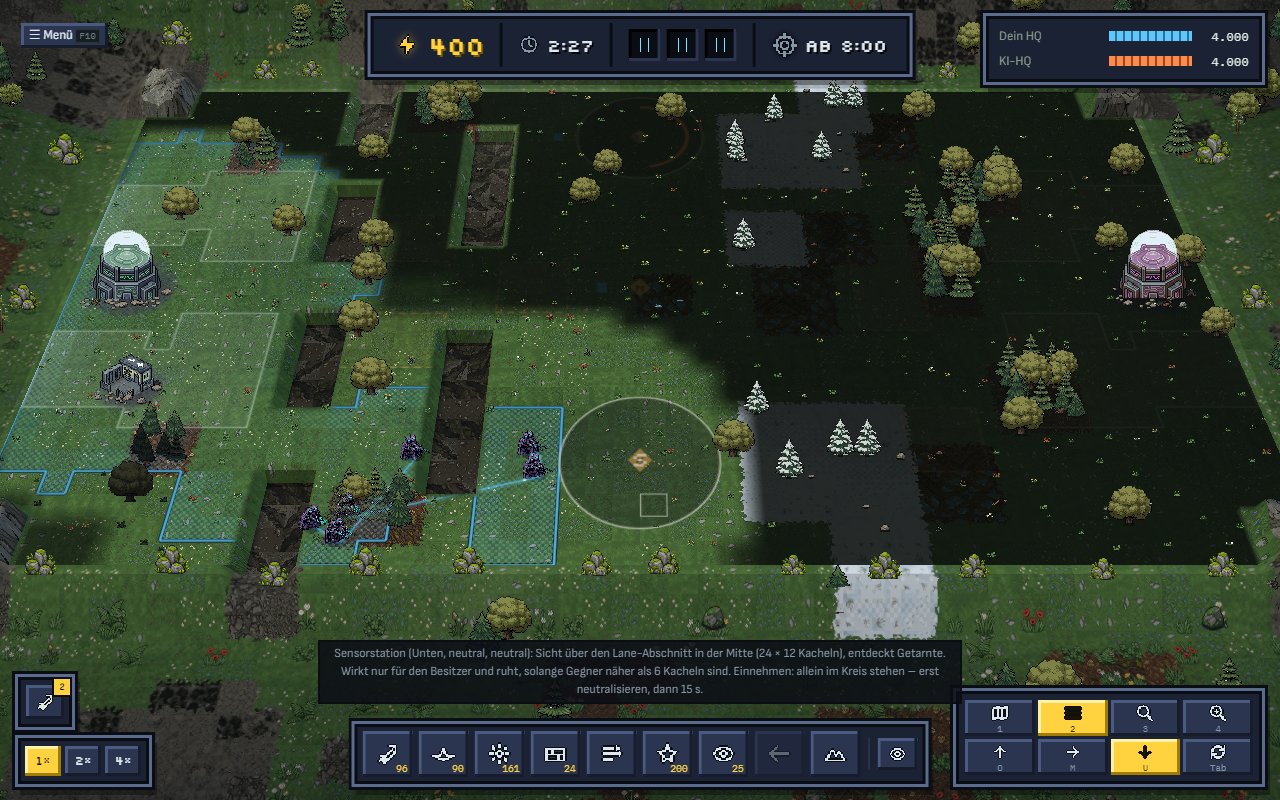 ☰ Menü F10
400
2:27
AB 8:00
Dein HQ 4.000
KI-HQ 4.000
S
Sensorstation (Unten, neutral, neutral): Sicht über den Lane-Abschnitt in der Mitte (24 × 12 Kacheln), entdeckt Getarnte.
Wirkt nur für den Besitzer und ruht, solange Gegner näher als 6 Kacheln sind. Einnehmen: allein im Kreis stehen – erst
neutralisieren, dann 15 s.
2
1× 2× 4×
96 90 161 24 200 25
1 2 3 4
O M U Tab